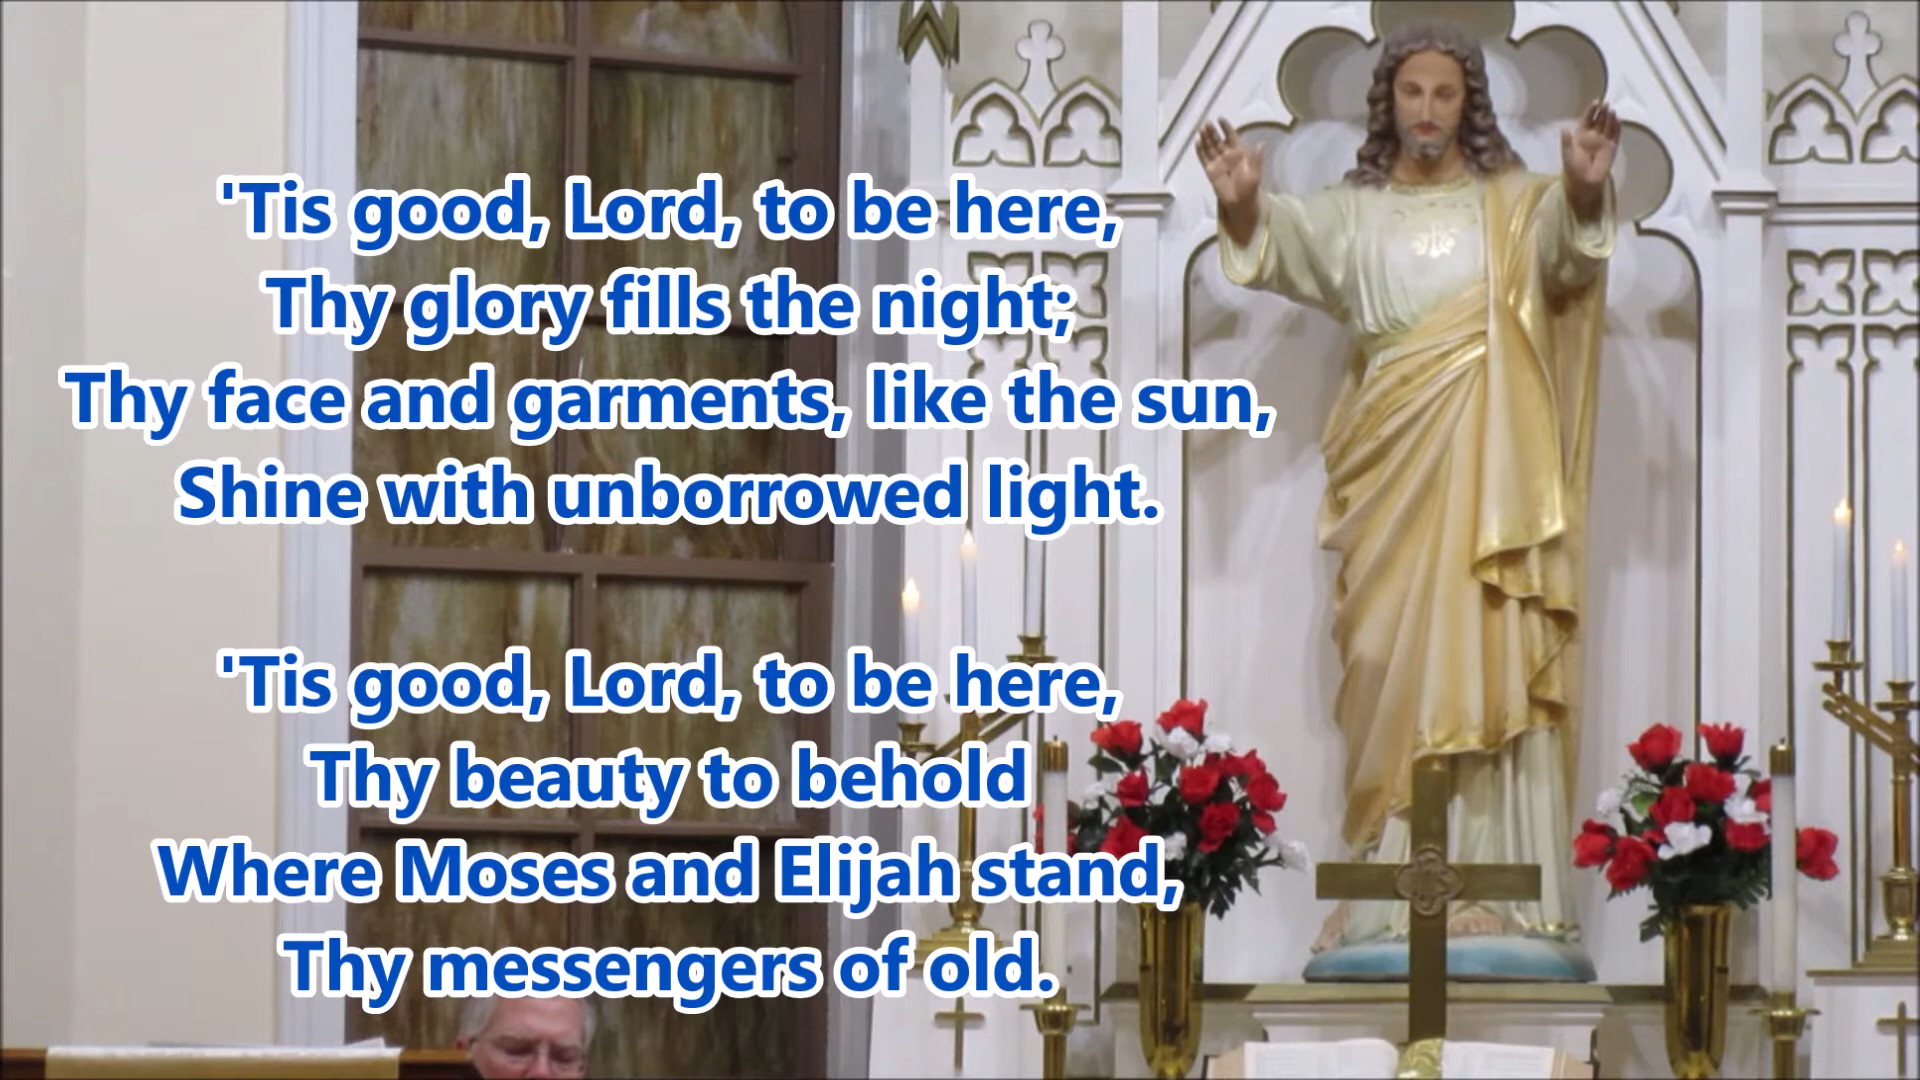 'Tis good, Lord, to be here,
Thy glory fills the night;
Thy face and garments, like the sun,
Shine with unborrowed light.
'Tis good, Lord, to be here,
Thy beauty to behold
Where Moses and Elijah stand,
Thy messengers of old.